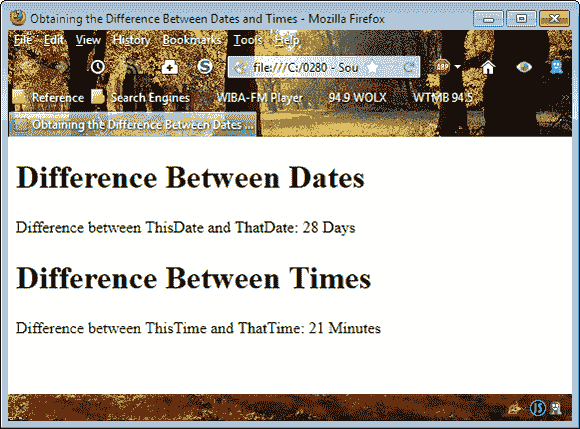 Obtaining the Difference Between Dates and Times - Mozilla Firefox
File Edit View History Bookmarks Tools Help
file:///C:/0280 - Sou
ABP
Reference Search Engines WIBA-FM Player 94.9 WOLX WTMB 94.5
Obtaining the Difference Between Dates ...
Difference Between Dates
Difference between ThisDate and ThatDate: 28 Days
Difference Between Times
Difference between ThisTime and ThatTime: 21 Minutes